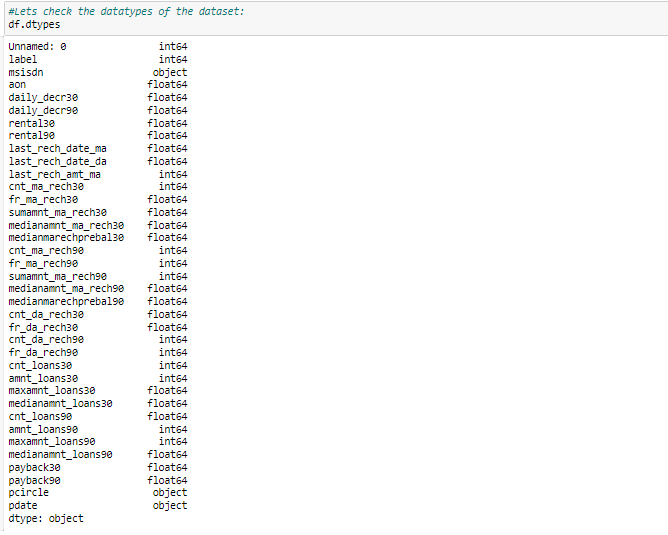 #Lets check the datatypes of the dataset:
df.dtypes
Unnamed: 0 int64
label int64
msisdn object
aon float64
daily_decr30 float64
daily_decr90 float64
rental30 float64
rental90 float64
last_rech_date_ma float64
last_rech_date_da float64
last_rech_amt_ma int64
cnt_ma_rech30 int64
fr_ma_rech30 float64
sumamnt_ma_rech30 float64
medianamnt_ma_rech30 float64
medianmarechprebal30 float64
cnt_ma_rech90 int64
fr_ma_rech90 int64
sumamnt_ma_rech90 int64
medianamnt_ma_rech90 float64
medianmarechprebal90 float64
cnt_da_rech30 float64
fr_da_rech30 float64
cnt_da_rech90 int64
fr_da_rech90 int64
cnt_loans30 int64
amnt_loans30 int64
maxamnt_loans30 float64
medianamnt_loans30 float64
cnt_loans90 float64
amnt_loans90 int64
maxamnt_loans90 int64
medianamnt_loans90 float64
payback30 float64
payback90 float64
pcircle object
pdate object
dtype: object